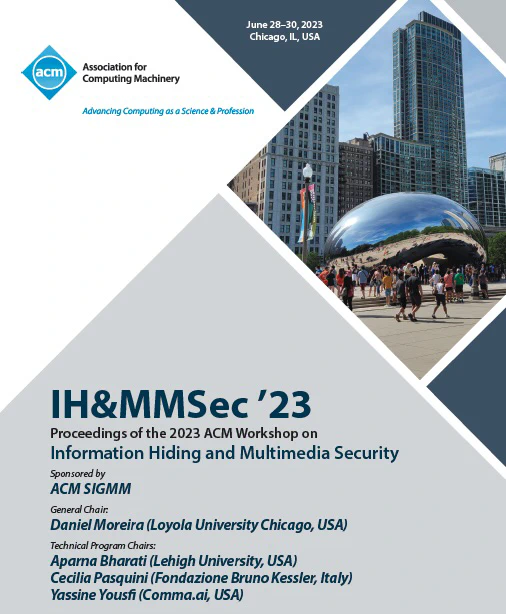 June 28–30, 2023
Chicago, IL, USA
acm
Association for
Computing Machinery
Advancing Computing as a Science & Profession
IH&MMSec ’23
Proceedings of the 2023 ACM Workshop on
Information Hiding and Multimedia Security
Sponsored by
ACM SIGMM
General Chair:
Daniel Moreira (Loyola University Chicago, USA)
Technical Program Chairs:
Aparna Bharati (Lehigh University, USA)
Cecilia Pasquini (Fondazione Bruno Kessler, Italy)
Yassine Yousfi (Comma.ai, USA)